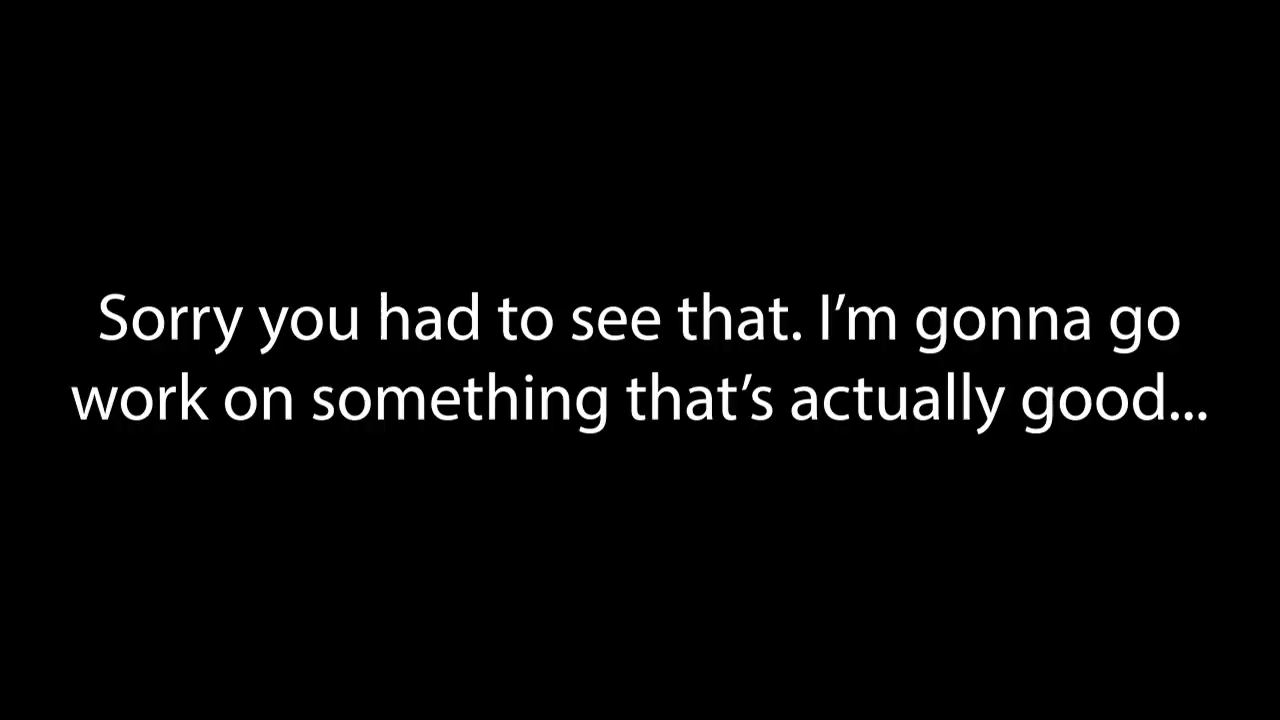 Sorry you had to see that. I’m gonna go
work on something that’s actually good...